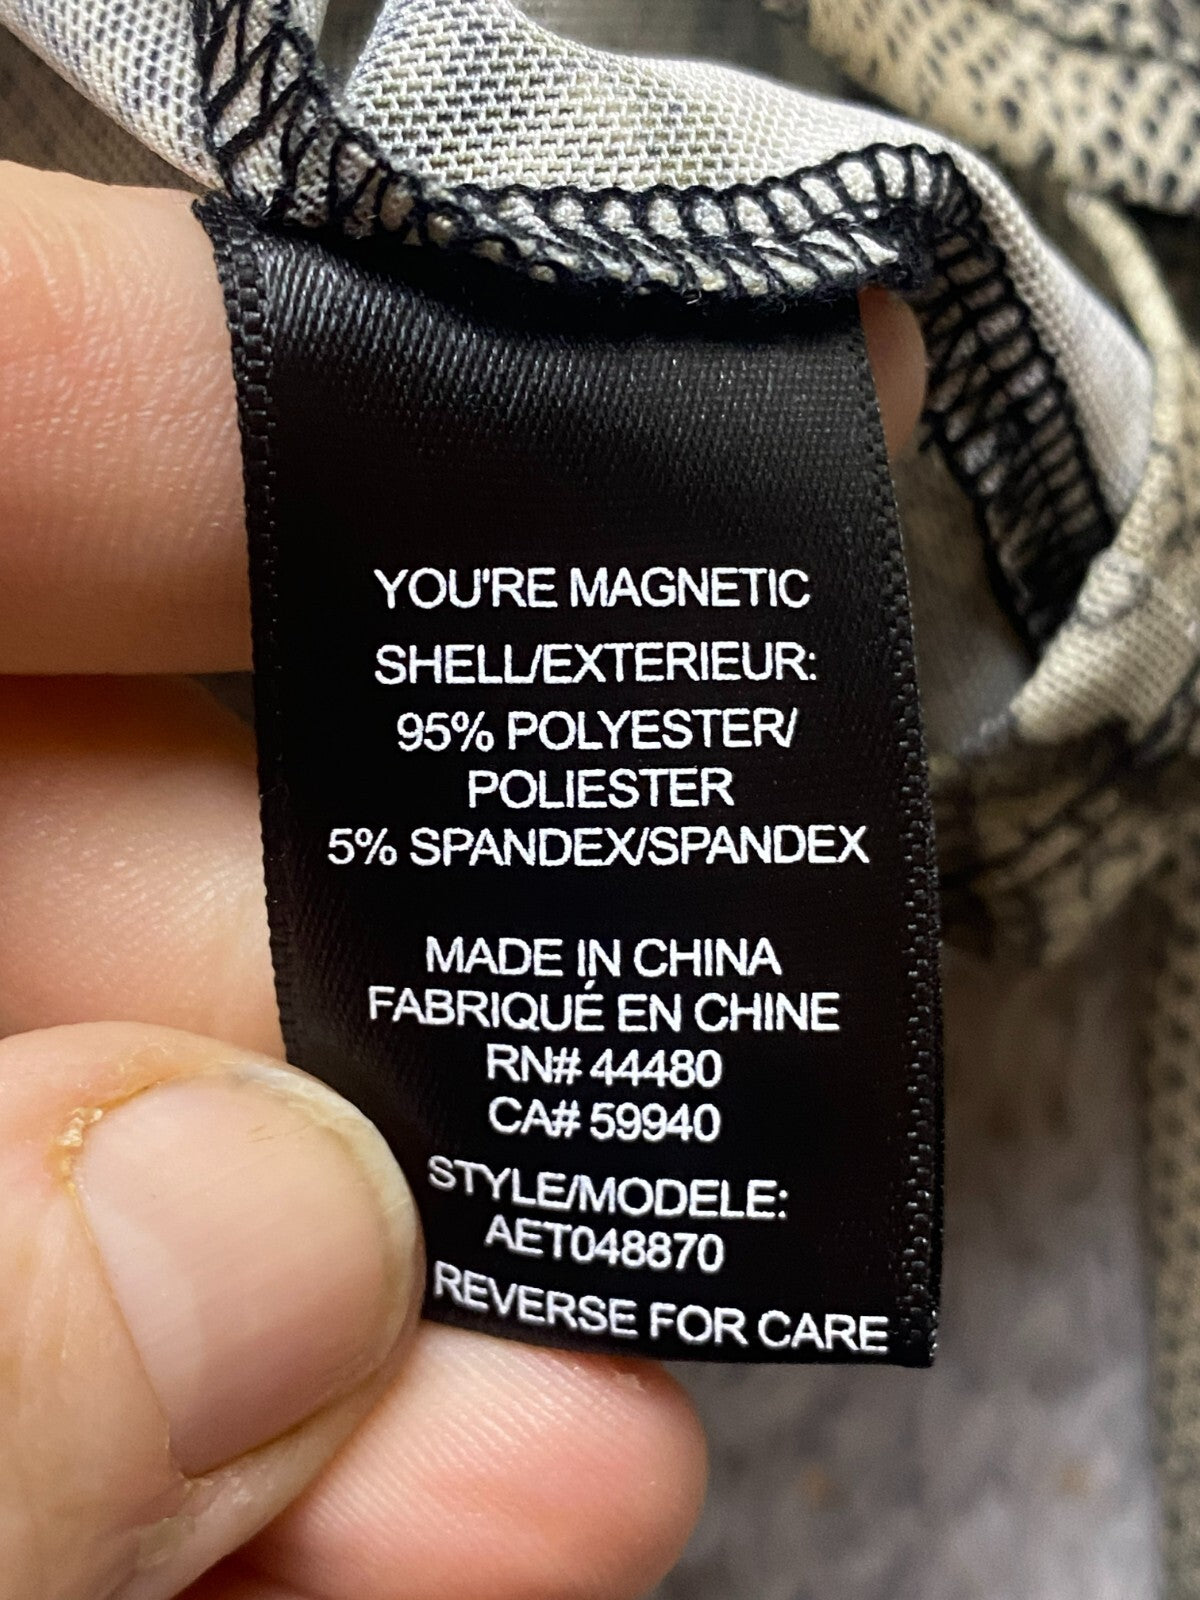 YOU'RE MAGNETIC
SHELL/EXTERIEUR:
95% POLYESTER/
POLIESTER
5% SPANDEX/SPANDEX
MADE IN CHINA
FABRIQUÉ EN CHINE
RN# 44480
CA# 59940
STYLE/MODELE:
AET048870
REVERSE FOR CARE